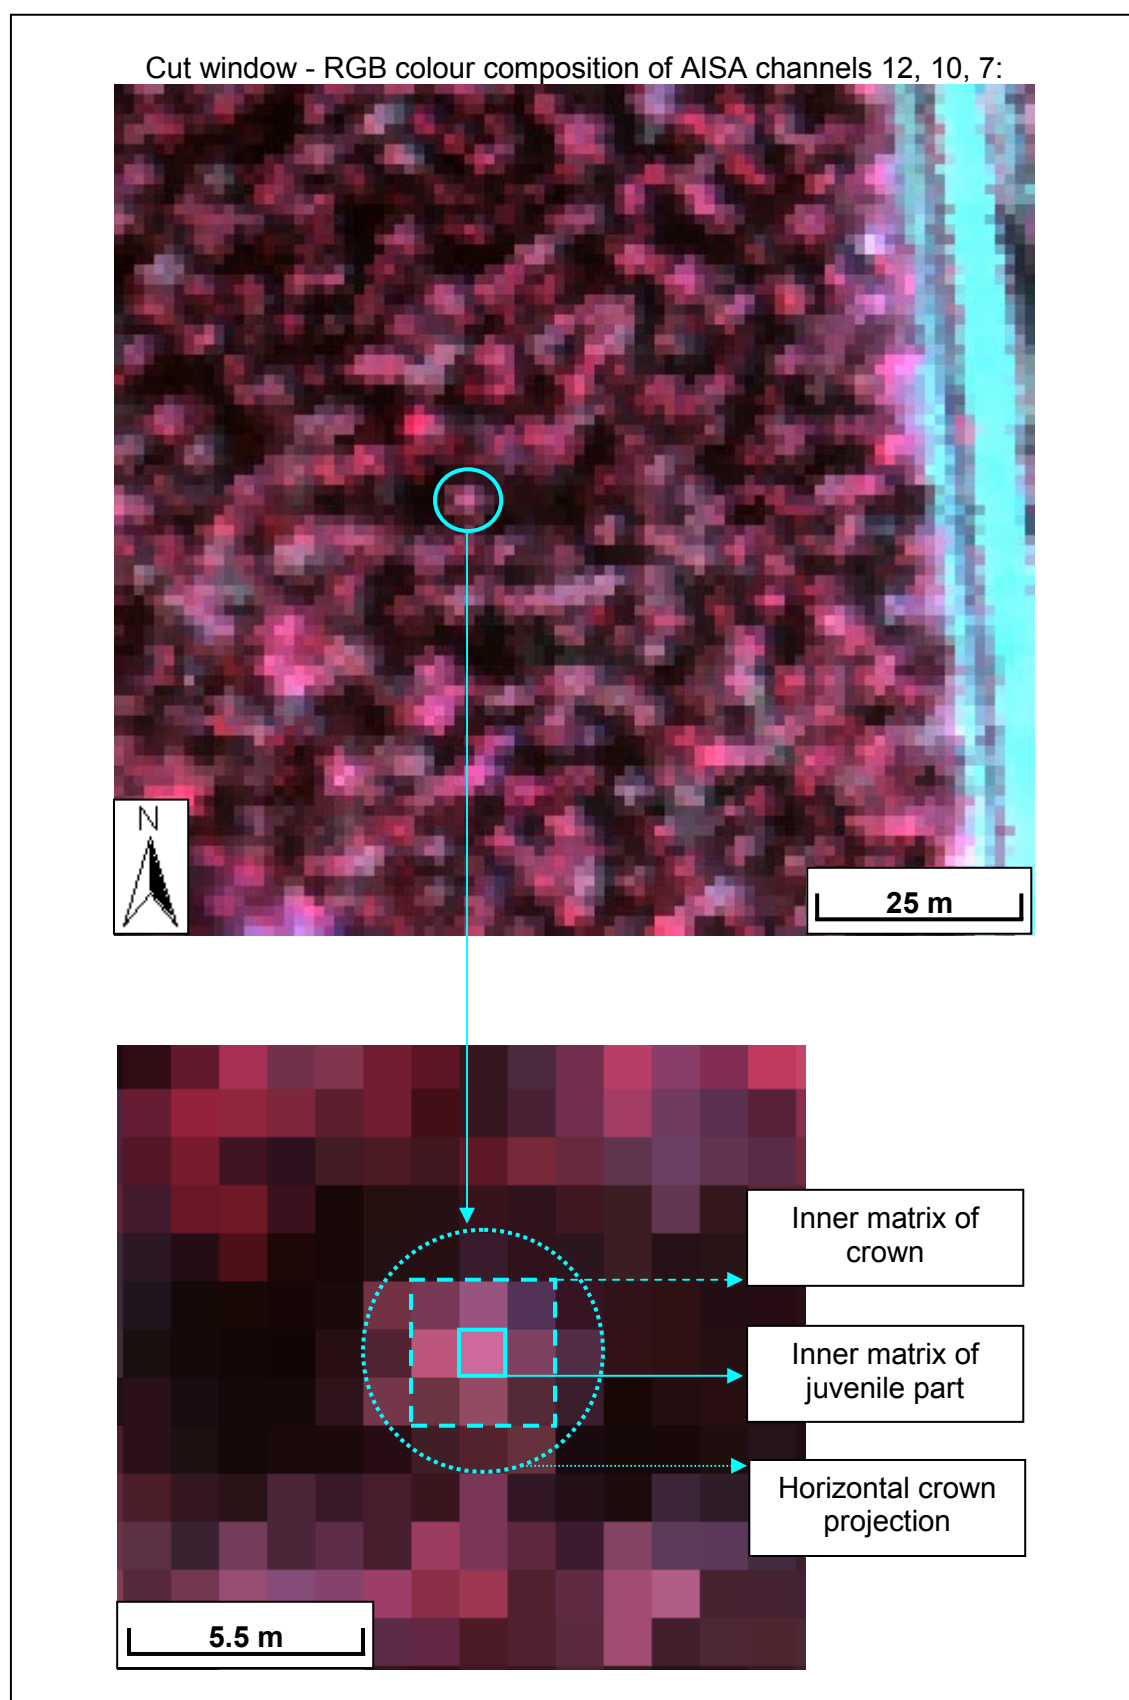 Cut window - RGB colour composition of AISA channels 12, 10, 7:
N
25 m
Inner matrix of
crown
Inner matrix of
juvenile part
Horizontal crown
projection
5.5 m